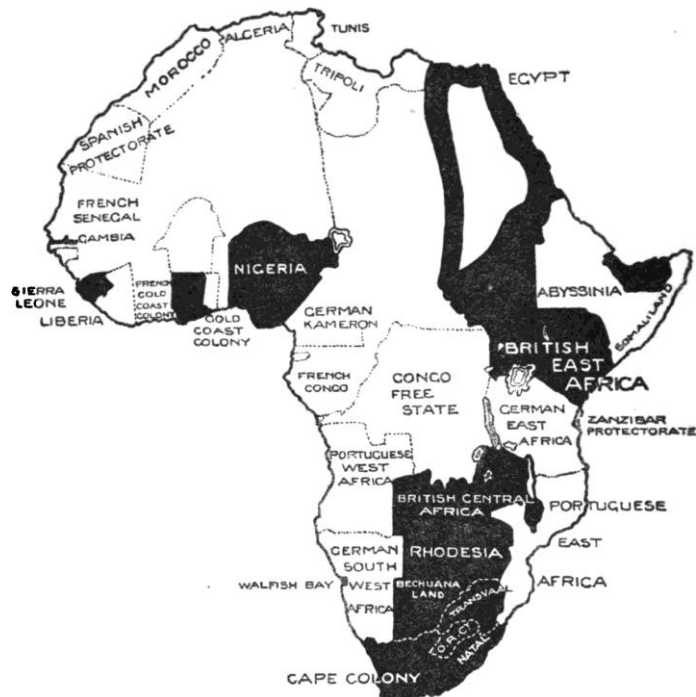 ALGERIA
TUNIS
MOROCCO
TRIPOLI
EGYPT
SPANISH
PROTECTORATE
FRENCH
SENEGAL
GAMBIA
SIERRA
LEONE
LIBERIA
FRENCH
GOLD
COAST
COLONY
GOLD
COAST
COLONY
NIGERIA
GERMAN
KAMERON
ABYSSINIA
SOMALILAND
BRITISH
EAST
AFRICA
FRENCH
CONGO
CONGO
FREE
STATE
GERMAN
EAST
AFRICA
ZANZIBAR
PROTECTORATE
PORTUGUESE
WEST
AFRICA
BRITISH CENTRAL
AFRICA
PORTUGUESE
EAST
AFRICA
GERMAN
SOUTH
WEST
AFRICA
WALFISH BAY
RHODESIA
BECHUANA
LAND
TRANSVAAL
O.R.CY
NATAL
CAPE COLONY